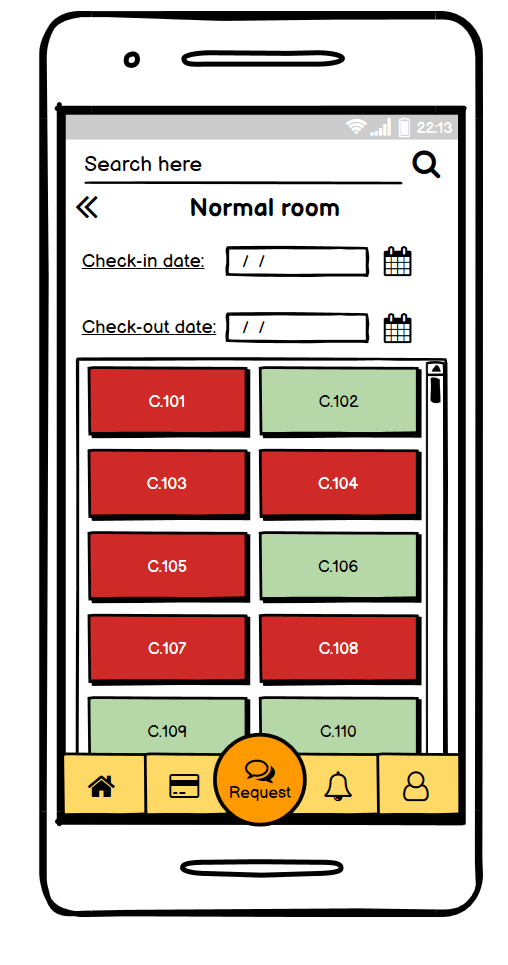 22:13
Search here
Normal room
Check-in date: / /
Check-out date: / /
C.101 C.102
C.103 C.104
C.105 C.106
C.107 C.108
C.109 C.110
Request